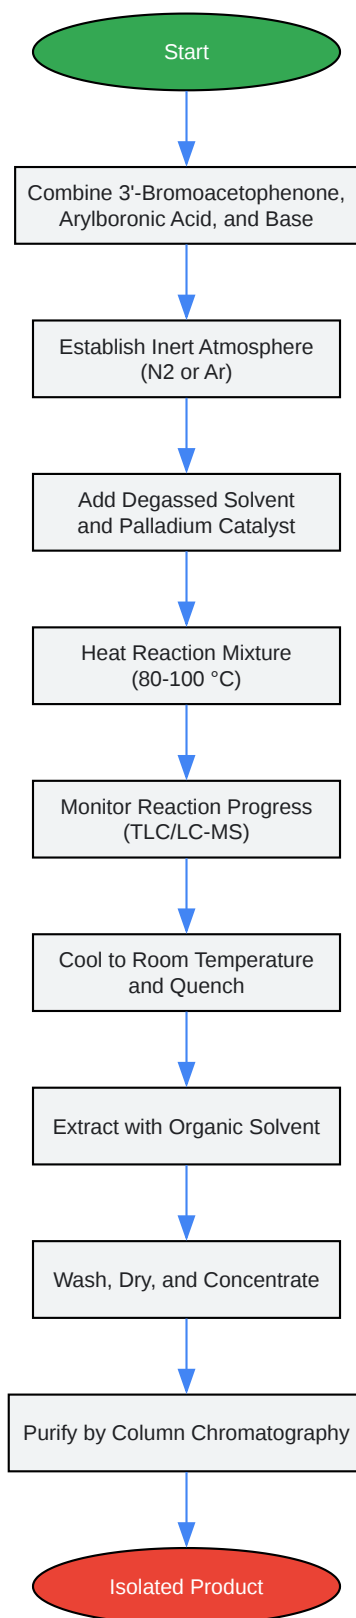 Start
Combine 3'-Bromoacetophenone,
Arylboronic Acid, and Base
Establish Inert Atmosphere
(N2 or Ar)
Add Degassed Solvent
and Palladium Catalyst
Heat Reaction Mixture
(80-100 °C)
Monitor Reaction Progress
(TLC/LC-MS)
Cool to Room Temperature
and Quench
Extract with Organic Solvent
Wash, Dry, and Concentrate
Purify by Column Chromatography
Isolated Product